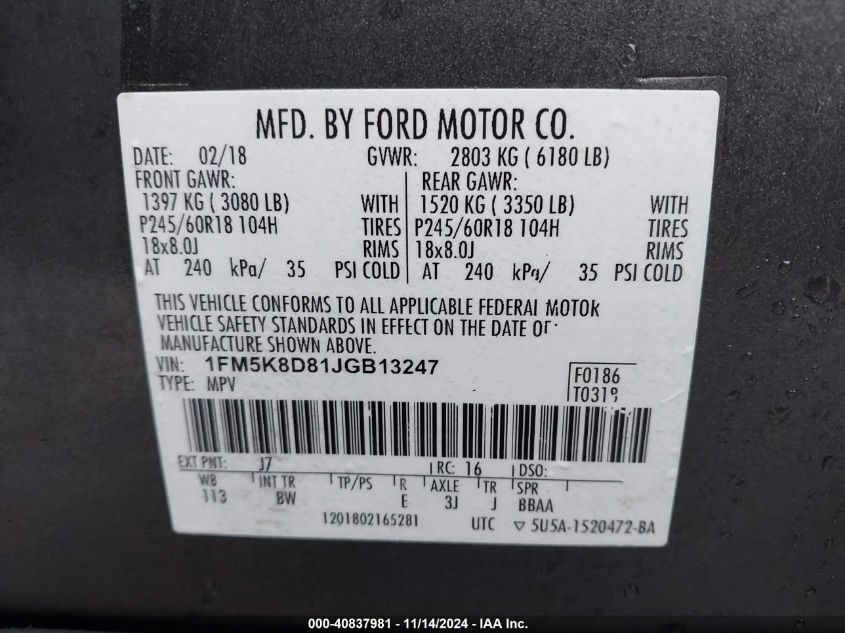 MFD. BY FORD MOTOR CO.
DATE: 02/18 GVWR: 2803 KG ( 6180 LB)
FRONT GAWR: REAR GAWR:
1397 KG ( 3080 LB) WITH 1520 KG ( 3350 LB) WITH
P245/60R18 104H TIRES P245/60R18 104H TIRES
18x8.0J RIMS 18x8.0J RIMS
AT 240 kPa/ 35 PSI COLD AT 240 kPa/ 35 PSI COLD
THIS VEHICLE CONFORMS TO ALL APPLICABLE FEDERAL MOTOR
VEHICLE SAFETY STANDARDS IN EFFECT ON THE DATE OF
MANUFACTURE SHOWN ABOVE.
VIN: 1FM5K8D81JGB13247
TYPE: MPV
F0186
EXT PNT: J7 RC: 16 DSO:
WB INT TR TP/PS R AXLE TR SPR
113 BW E 3J J BBAA
1201802165281 UTC ▽ 5U5A-1520472-BA
000-40837981 - 11/14/2024 - IAA Inc.